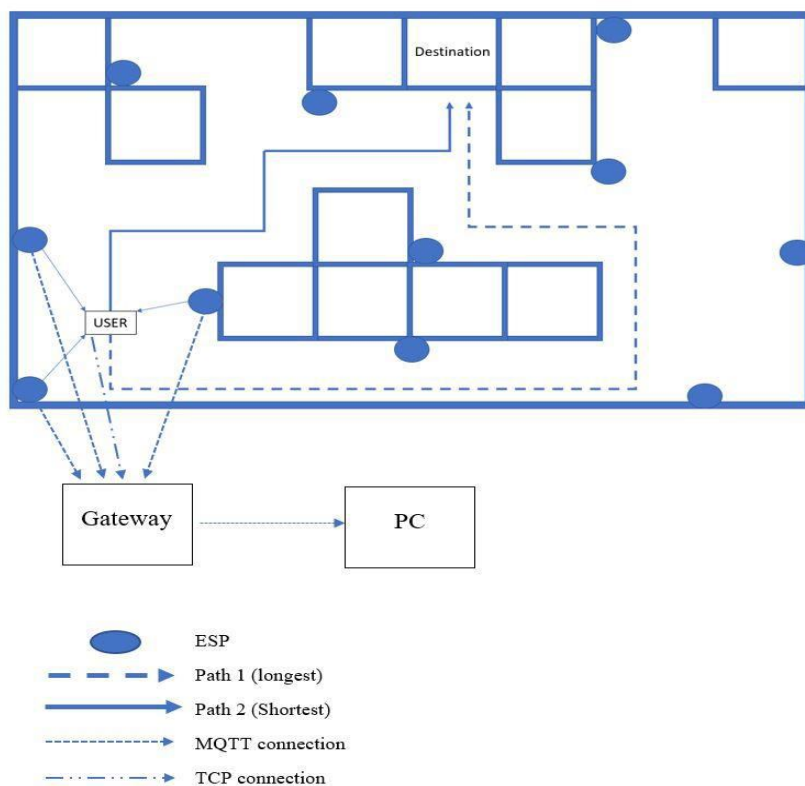 Destination
USER
Gateway
PC
ESP
Path 1 (longest)
Path 2 (Shortest)
MQTT connection
TCP connection